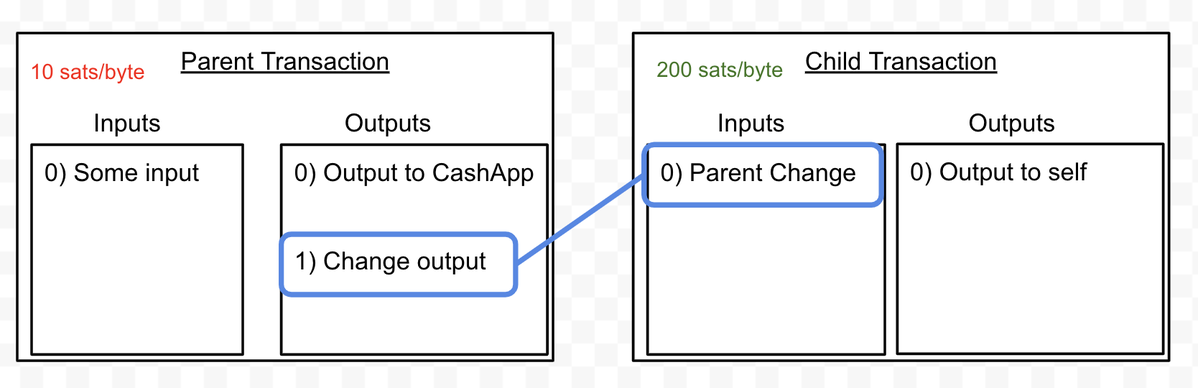 10 sats/byte
Parent Transaction
Inputs
Outputs
0) Some input
0) Output to CashApp
1) Change output
200 sats/byte
Child Transaction
Inputs
Outputs
0) Parent Change
0) Output to self